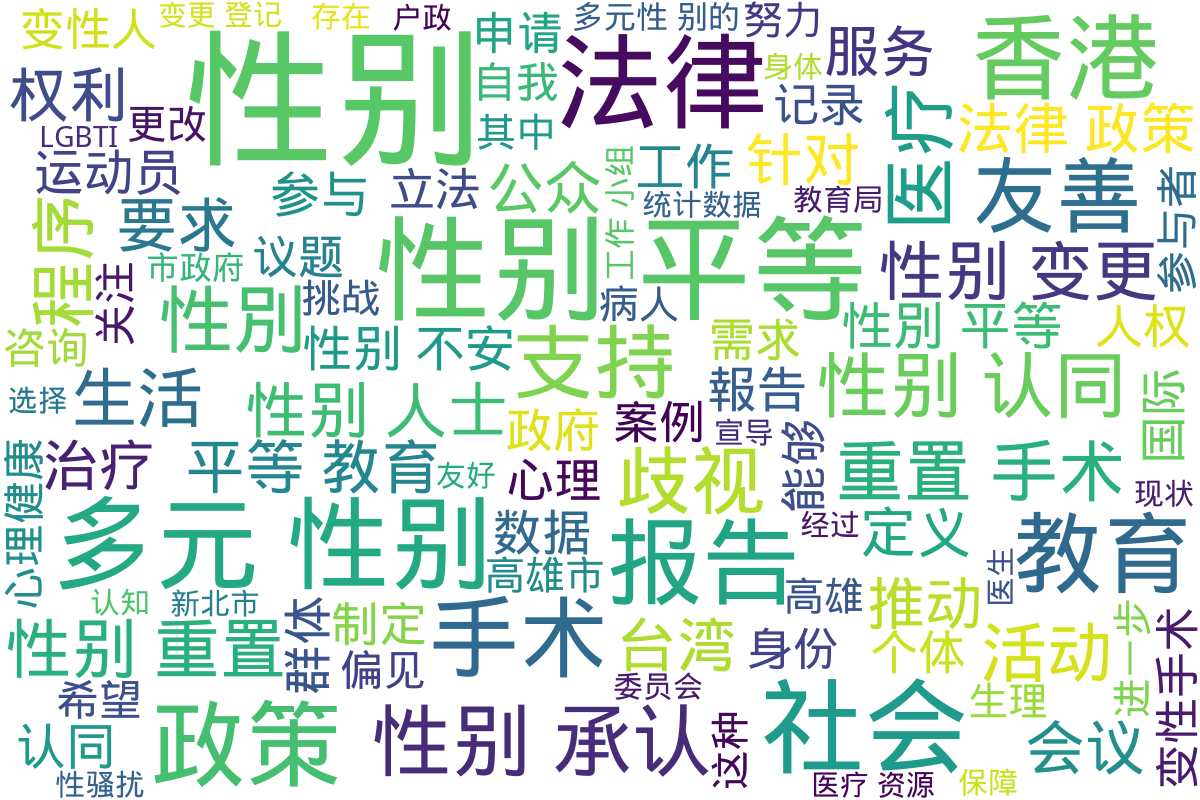 变性人
变更 登记
存在
户政
申请
多元性 别的
努力
香港
性别
法律
自我
身体
服务
权利
LGBTI
更改
其中
记录
医疗
法律 政策
运动员
参与
立法
公众
工作 小组
工作
针对
统计数据
教育局
友善
参与者
程序
要求
关注
市政府
议题
性别 平等
性别 变更
性別
挑战
病人
性別 平等
人权
咨询
性别 不安
支持
需求
性别 认同
国际
选择
生活
性别 人士
政府
案例
報告
宣导
能够
心理健康
治疗
平等 教育
友好
心理
歧视
重置 手术
现状
多元 性别
数据
报告
经过
定义
教育
高雄市
医生
认知
新北市
高雄
推动
性别 重置
群体
制定
偏见
手术
台湾
身份
个体
活动
进一步
变性手术
希望
委员会
生理
认同
政策
性别 承认
这种
社会
会议
性骚扰
医疗 资源
保障